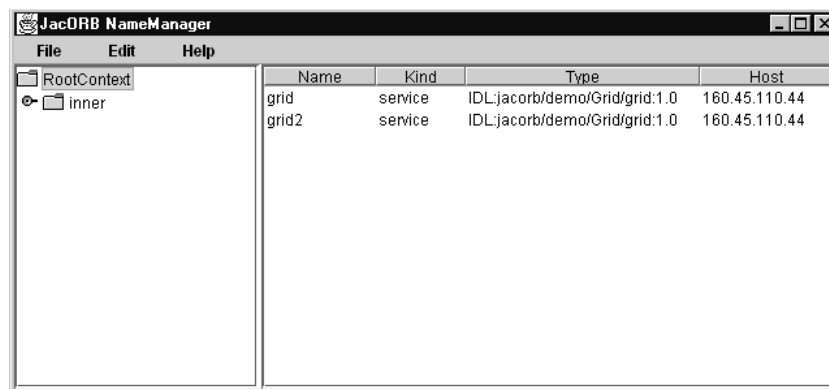 JacORB NameManager
File Edit Help
RootContext
inner
Name Kind Type Host
grid service IDL:jacorb/demo/Grid/grid:1.0 160.45.110.44
grid2 service IDL:jacorb/demo/Grid/grid:1.0 160.45.110.44